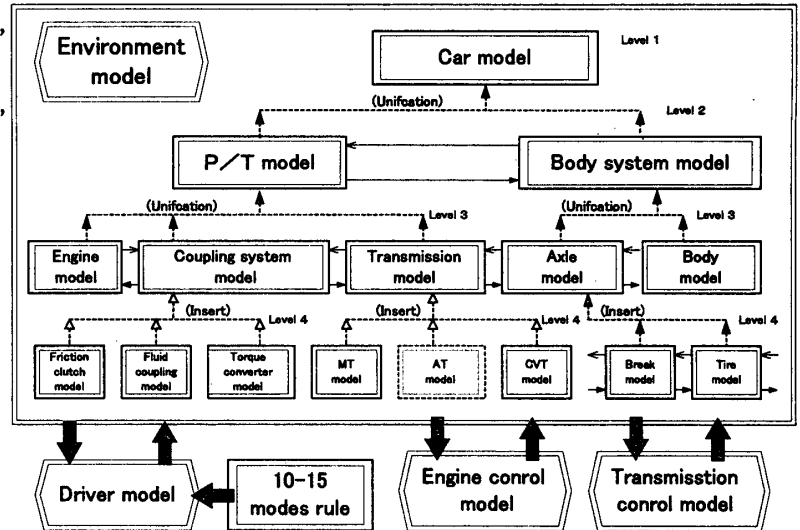 Environment
model
Car model
Level 1
(Unifcation)
Level 2
P/T model
Body system model
(Unifcation)
Level 3
(Unifcation)
Level 3
Engine
model
Coupling system
model
Transmission
model
Axle
model
Body
model
(Insert)
Level 4
(Insert)
Level 4
(Insert)
Level 4
Friction
clutch
model
Fluid
coupling
model
Torque
converter
model
MT
model
AT
model
CVT
model
Break
model
Tire
model
Driver model
10-15
modes rule
Engine conrol
model
Transmisstion
conrol model